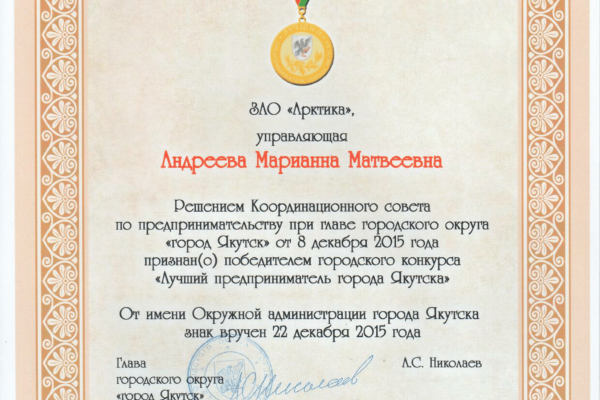 ЗАО «Арктика»,
управляющая
Андреева Марианна Матвеевна
Решением Координационного совета
по предпринимательству при главе городского округа
«город Якутск» от 8 декабря 2015 года
признан(о) победителем городского конкурса
«Лучший предприниматель города Якутска»
От имени Окружной администрации города Якутска
знак вручен 22 декабря 2015 года
Глава
городского округа
«город Якутск»
А.С. Николаев